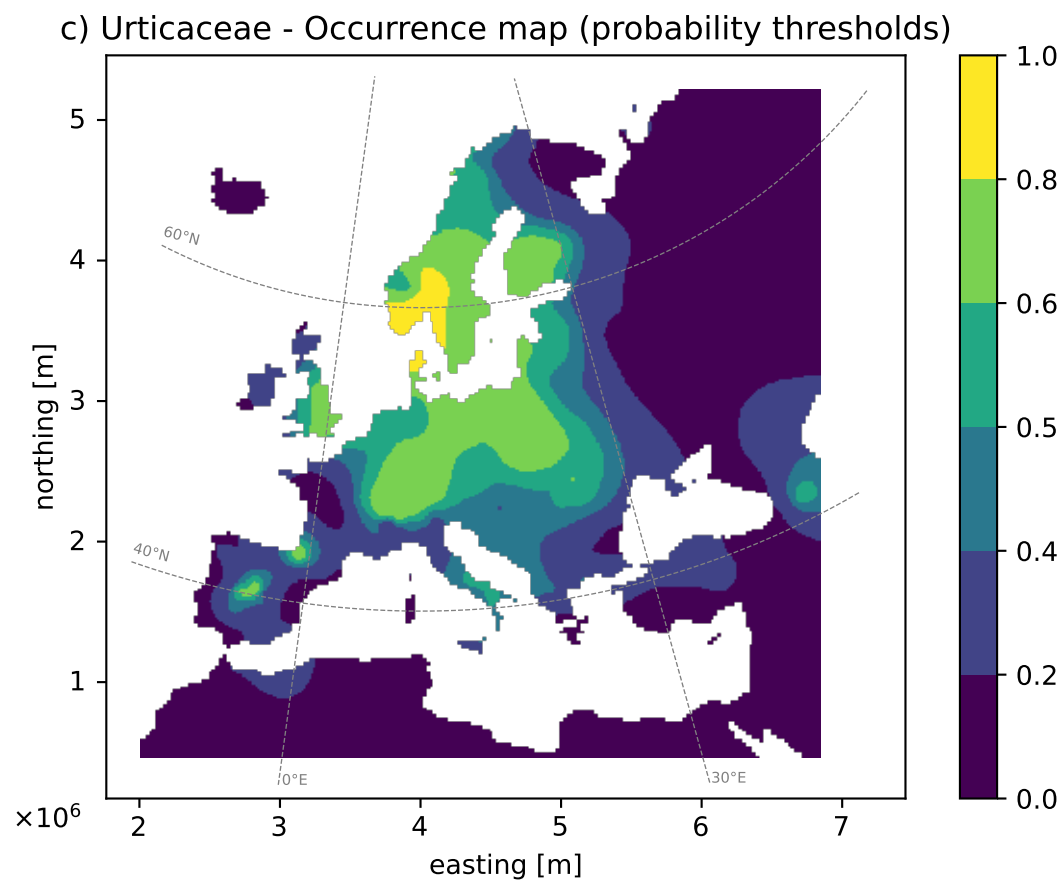 c) Urticaceae - Occurrence map (probability thresholds)
5
4
3
2
1
northing [m]
60°N
40°N
0°E
30°E
×10⁶
2
3
4
5
6
7
easting [m]
1.0
0.8
0.6
0.5
0.4
0.2
0.0